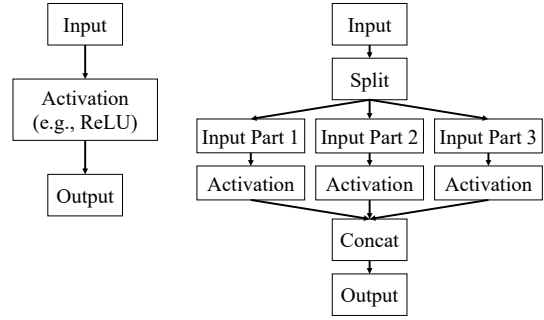 Input
Activation
(e.g., ReLU)
Output
Input
Split
Input Part 1
Input Part 2
Input Part 3
Activation
Activation
Activation
Concat
Output